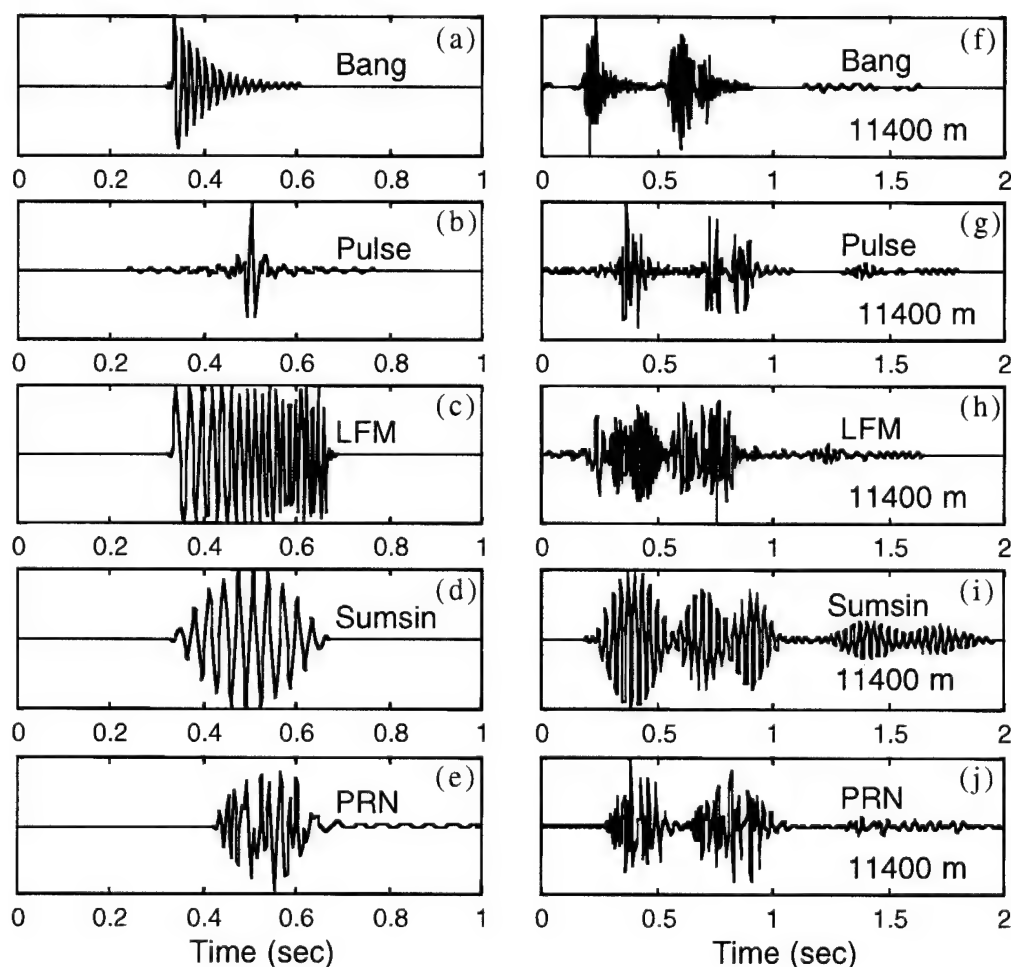 (a)
Bang
0 0.2 0.4 0.6 0.8 1
(f)
Bang
11400 m
0 0.5 1 1.5 2
(b)
Pulse
0 0.2 0.4 0.6 0.8 1
(g)
Pulse
11400 m
0 0.5 1 1.5 2
(c)
LFM
0 0.2 0.4 0.6 0.8 1
(h)
LFM
11400 m
0 0.5 1 1.5 2
(d)
Sumsin
0 0.2 0.4 0.6 0.8 1
(i)
Sumsin
11400 m
0 0.5 1 1.5 2
(e)
PRN
0 0.2 0.4 0.6 0.8 1
Time (sec)
(j)
PRN
11400 m
0 0.5 1 1.5 2
Time (sec)